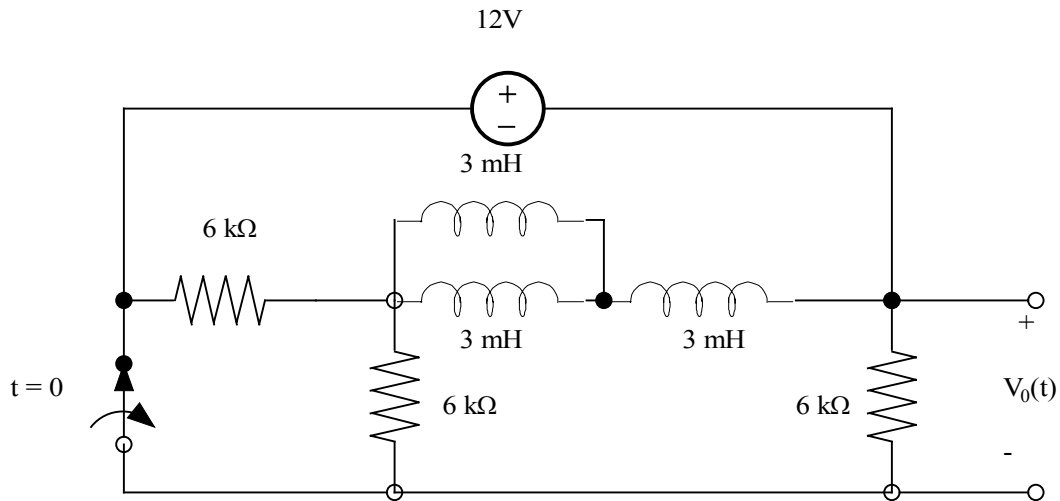 12V
+
−
3 mH
6 kΩ
3 mH
3 mH
+
t = 0
6 kΩ
6 kΩ
V₀(t)
-